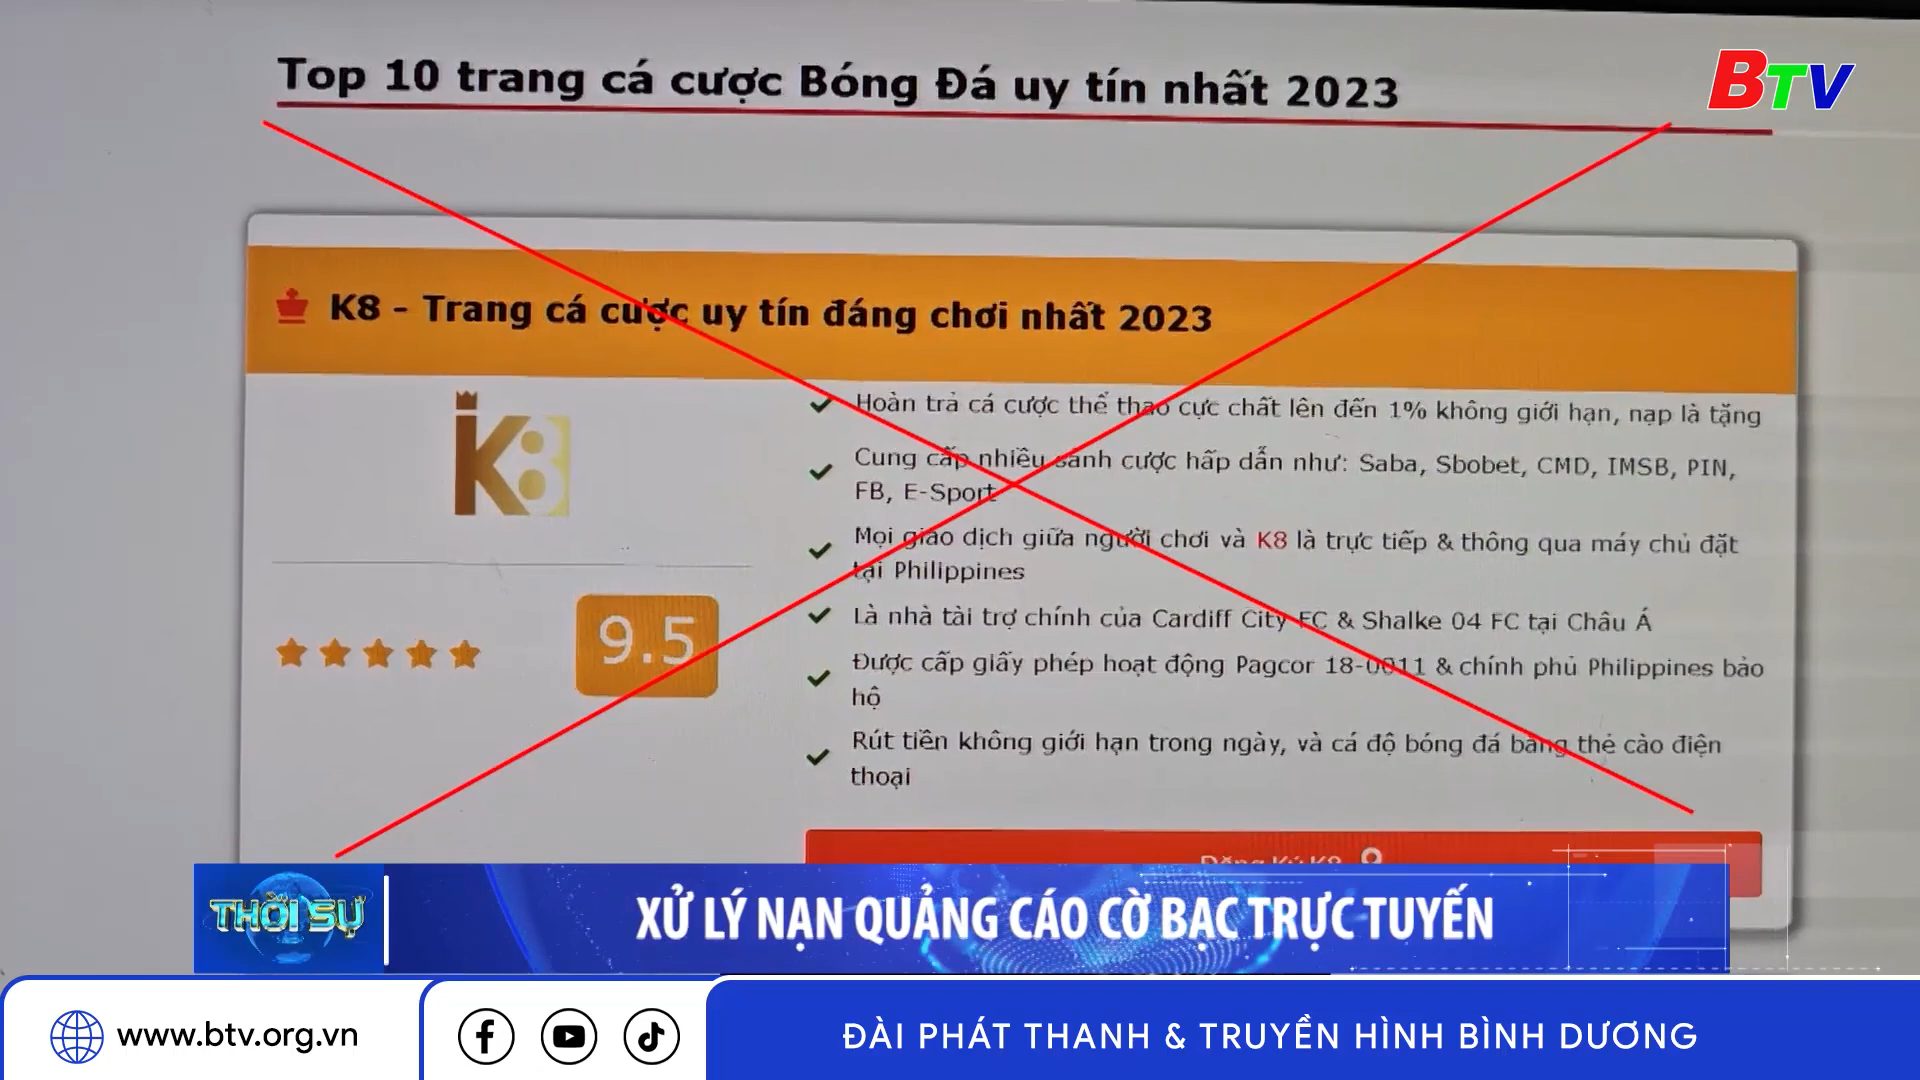 Top 10 trang cá cược Bóng Đá uy tín nhất 2023
BTV
K8 - Trang cá cược uy tín đáng chơi nhất 2023
K8
9.5
Hoàn trả cá cược thể thao cực chất lên đến 1% không giới hạn, nạp là tặng
Cung cấp nhiều sảnh cược hấp dẫn như: Saba, Sbobet, CMD, IMSB, PIN,
FB, E-Sport
Mọi giao dịch giữa người chơi và K8 là trực tiếp & thông qua máy chủ đặt
tại Philippines
Là nhà tài trợ chính của Cardiff City FC & Shalke 04 FC tại Châu Á
Được cấp giấy phép hoạt động Pagcor 18-0011 & chính phủ Philippines bảo
hộ
Rút tiền không giới hạn trong ngày, và cá độ bóng đá bằng thẻ cào điện
thoại
Đăng Ký K8
THỜI SỰ
XỬ LÝ NẠN QUẢNG CÁO CỜ BẠC TRỰC TUYẾN
www.btv.org.vn
ĐÀI PHÁT THANH & TRUYỀN HÌNH BÌNH DƯƠNG